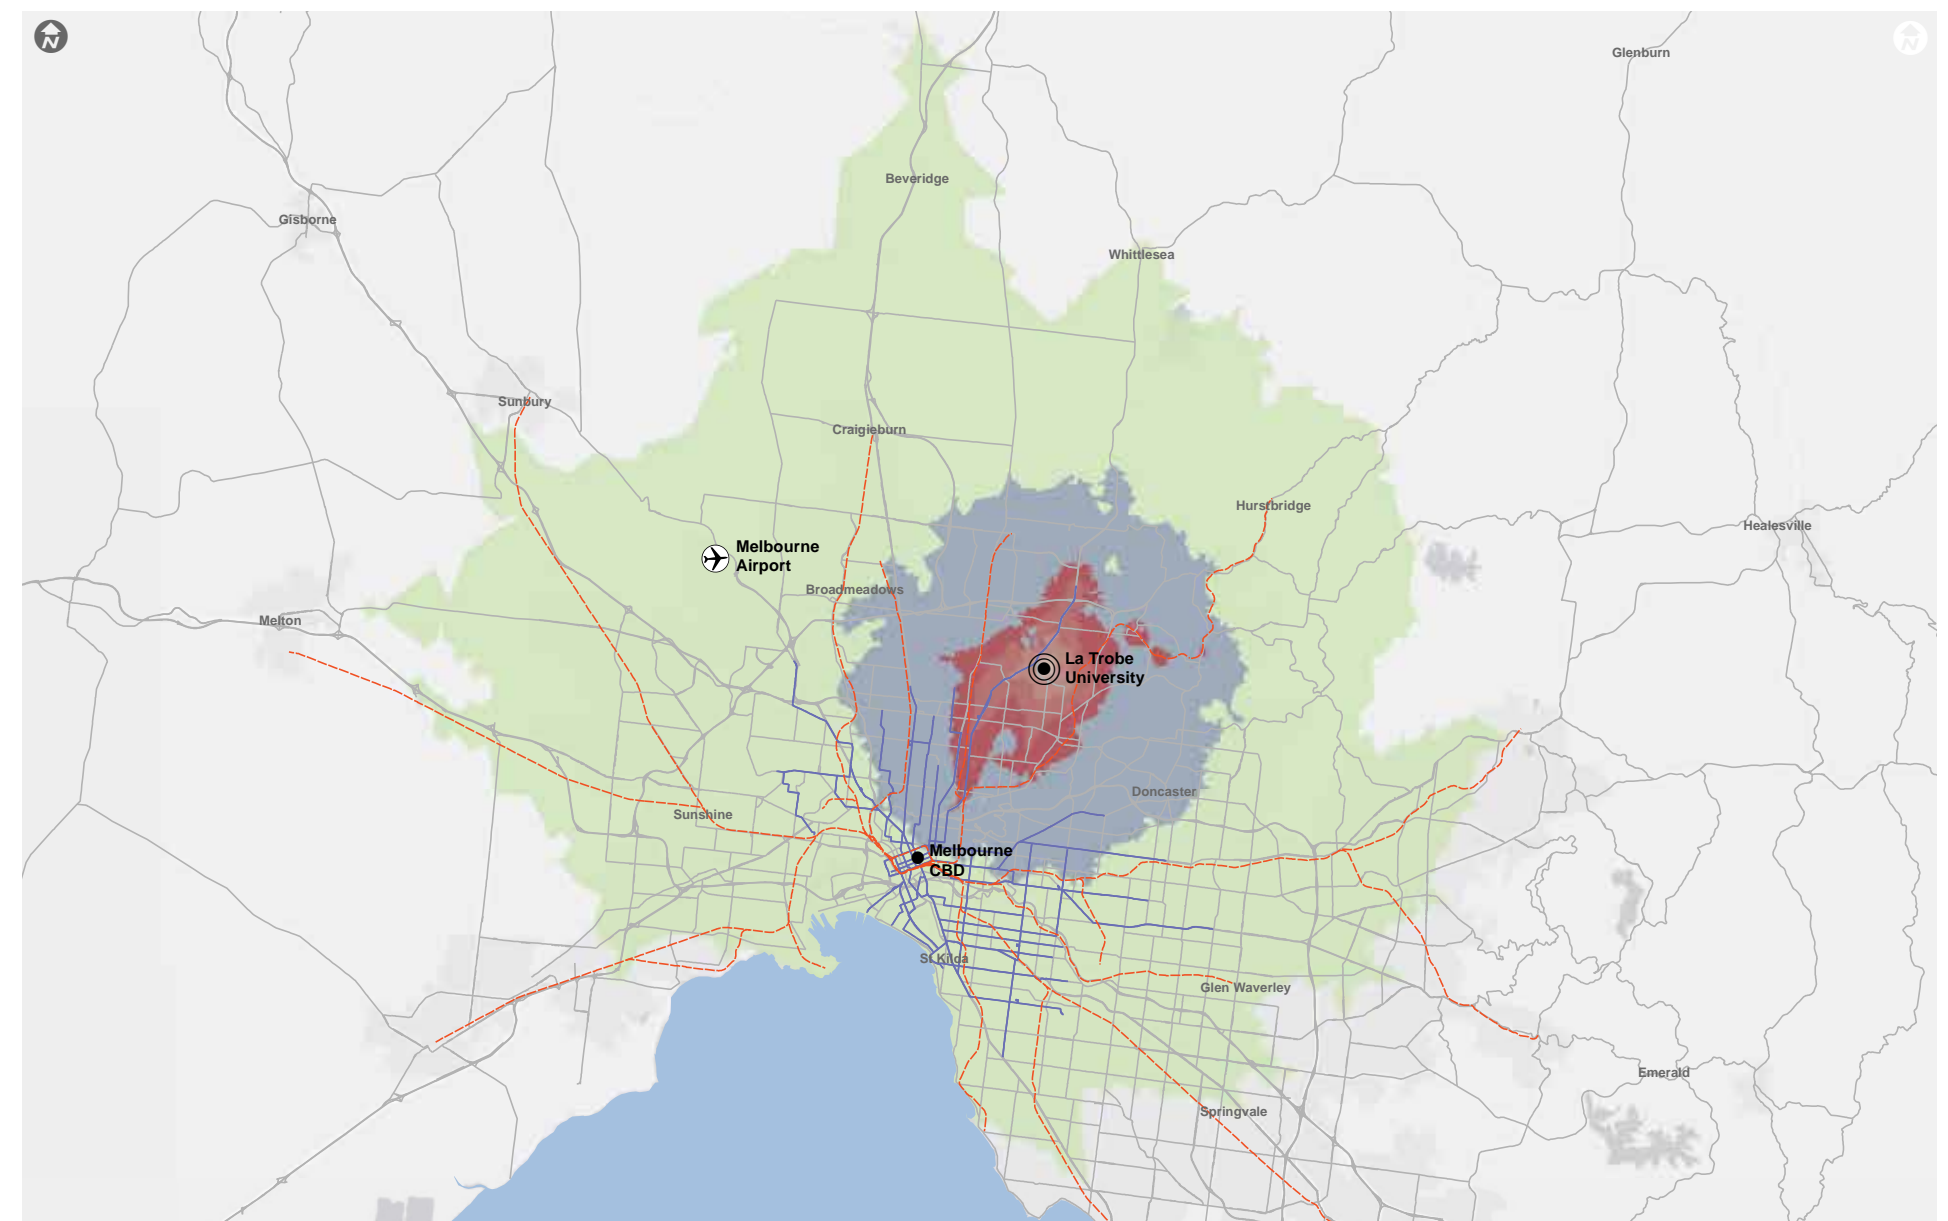 N
N
Glenburn
Beveridge
Gisborne
Whittlesea
Sunbury
Craigieburn
Hurstbridge
Healesville
Melbourne
Airport
Broadmeadows
Melton
La Trobe
University
Doncaster
Sunshine
Melbourne
CBD
St Kilda
Glen Waverley
Emerald
Springvale